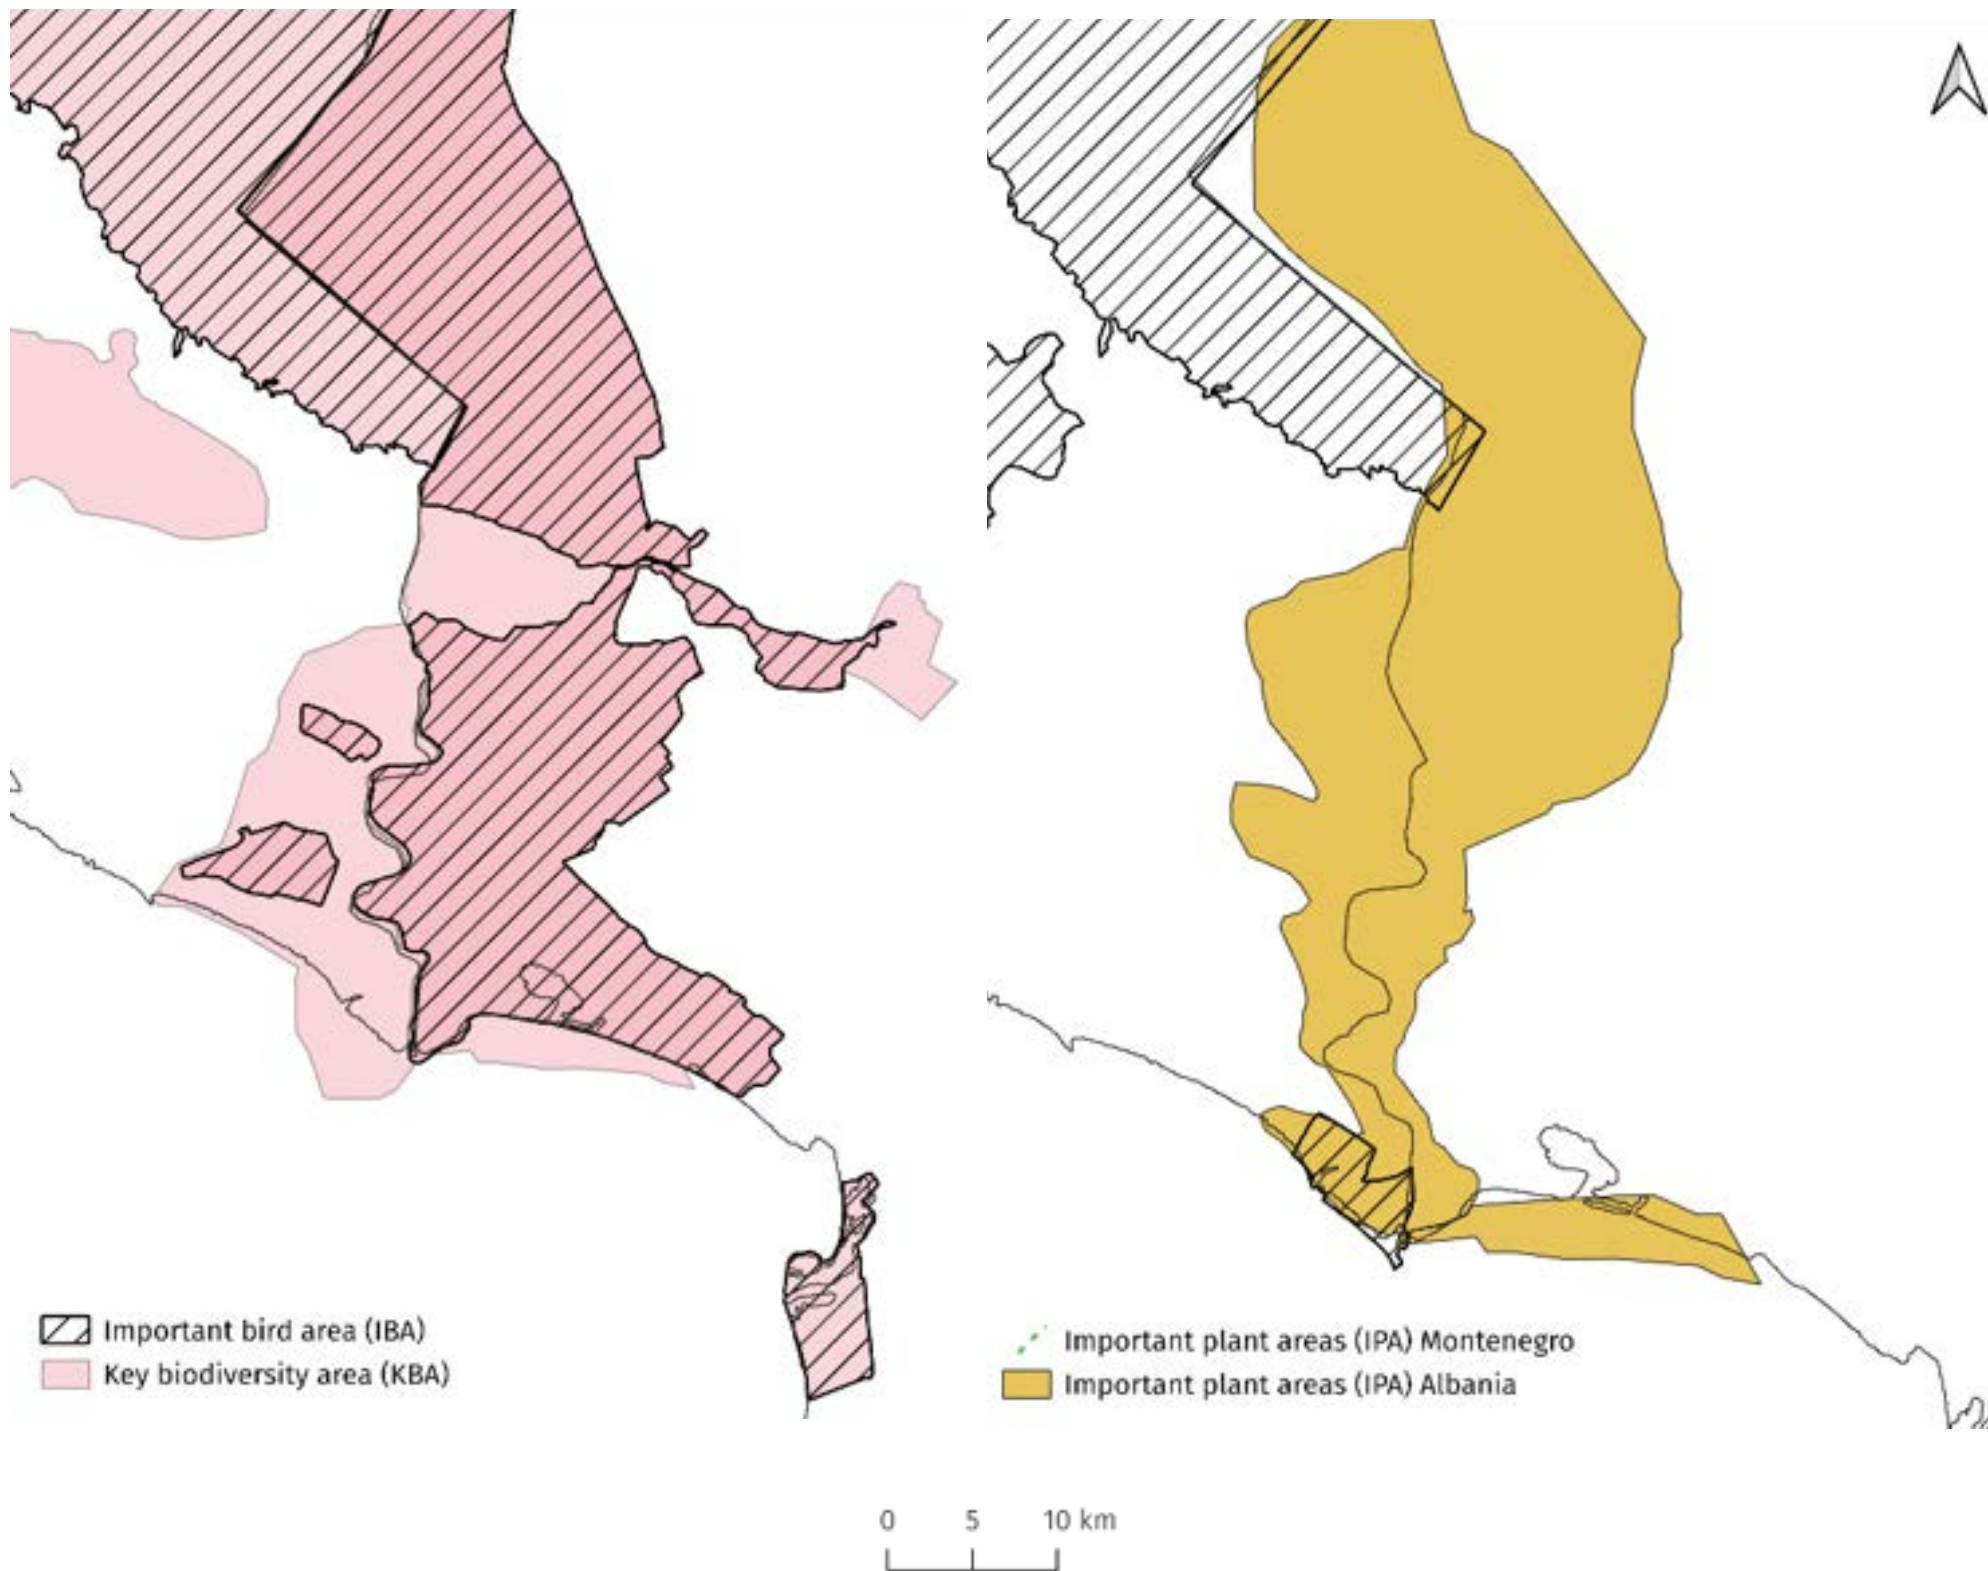 Important bird area (IBA)
Key biodiversity area (KBA)
Important plant areas (IPA) Montenegro
Important plant areas (IPA) Albania
0 5 10 km